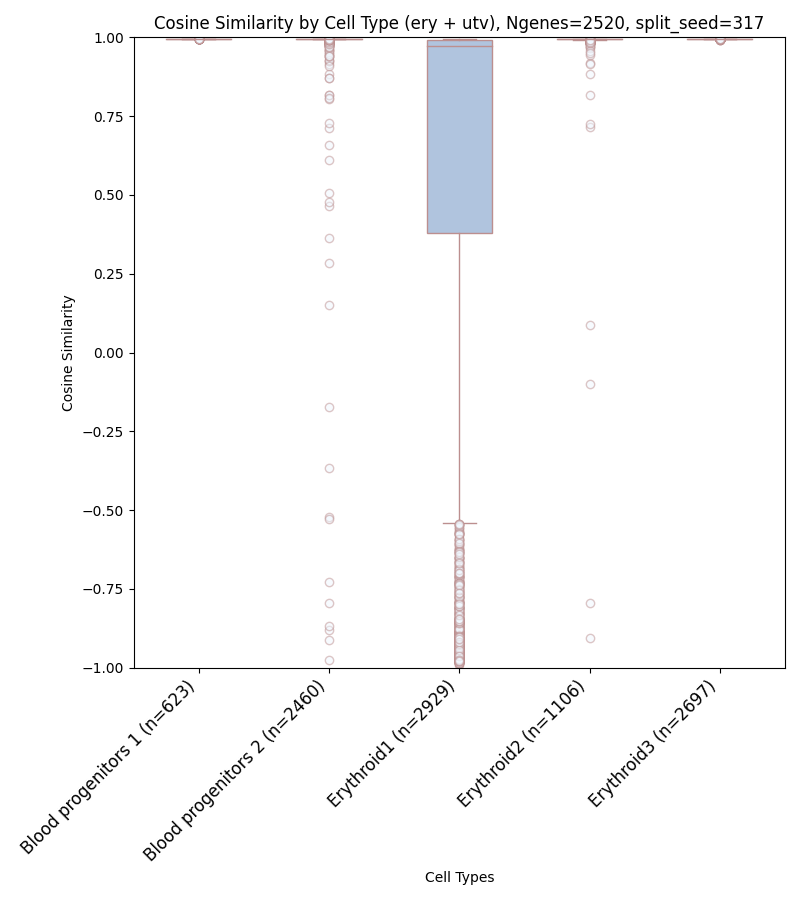 Cosine Similarity by Cell Type (ery + utv), Ngenes=2520, split_seed=317
1.00
0.75
0.50
0.25
0.00
−0.25
−0.50
−0.75
−1.00
Cosine Similarity
Blood progenitors 1 (n=623)
Blood progenitors 2 (n=2460)
Erythroid1 (n=2929)
Erythroid2 (n=1106)
Erythroid3 (n=2697)
Cell Types